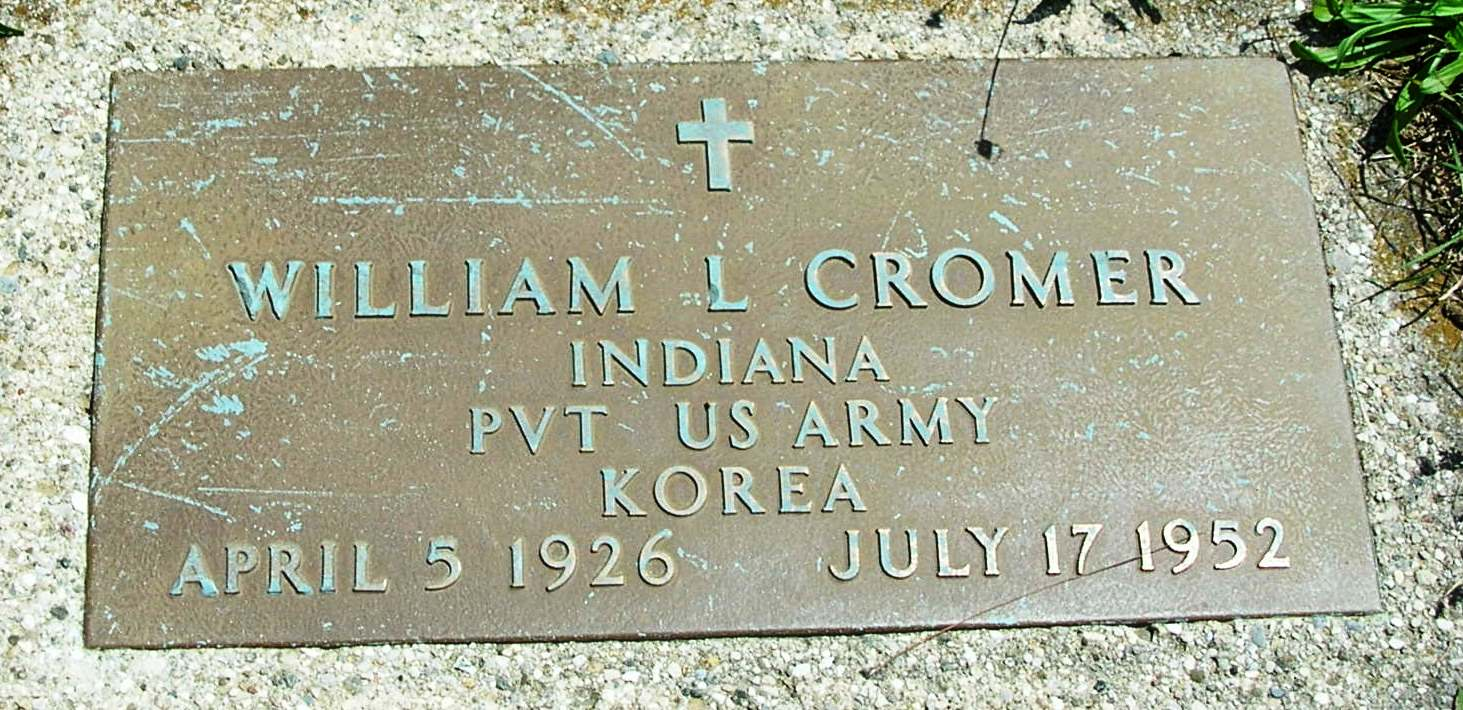 WILLIAM L CROMER
INDIANA
PVT US ARMY
KOREA
APRIL 5 1926 JULY 17 1952